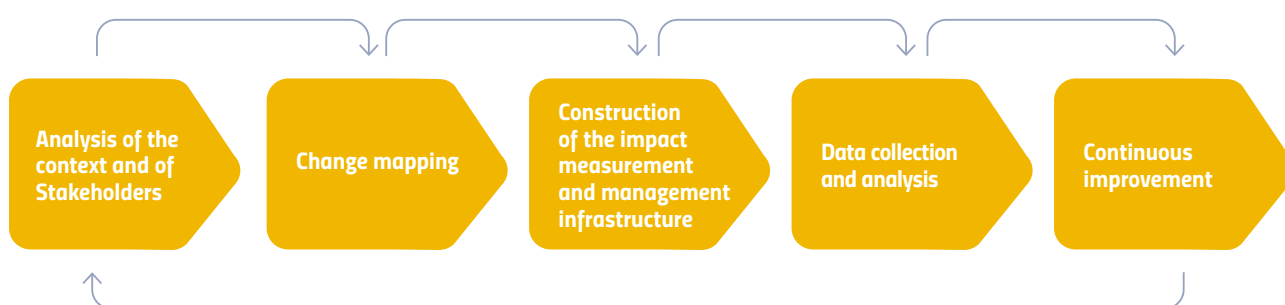 Analysis of the
context and of
Stakeholders
Change mapping
Construction
of the impact
measurement
and management
infrastructure
Data collection
and analysis
Continuous
improvement